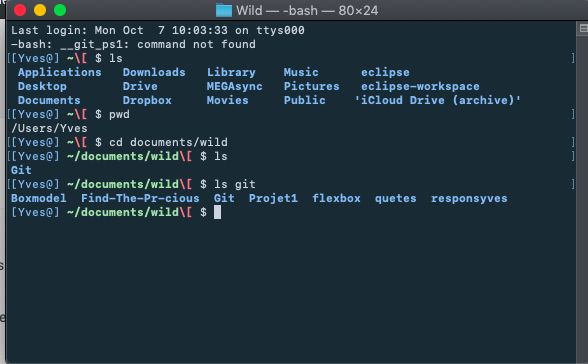 Wild — -bash — 80×24
Last login: Mon Oct  7 10:03:33 on ttys000
-bash: __git_ps1: command not found
[[Yves@] ~\[ $ ls ]
Applications Downloads Library Music eclipse
Desktop Drive MEGAsync Pictures eclipse-workspace
Documents Dropbox Movies Public 'iCloud Drive (archive)'
[[Yves@] ~\[ $ pwd ]
/Users/Yves
[[Yves@] ~\[ $ cd documents/wild ]
[[Yves@] ~/documents/wild\[ $ ls ]
Git
[[Yves@] ~/documents/wild\[ $ ls git ]
Boxmodel Find-The-Pr-cious Git Projet1 flexbox quetes responsyves
[Yves@] ~/documents/wild\[ $